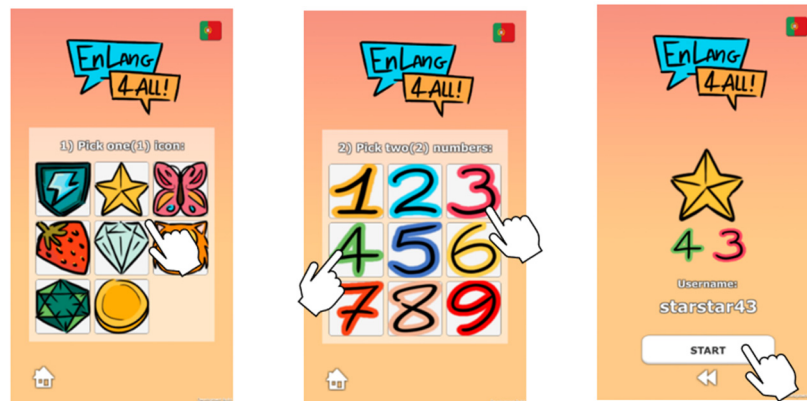 EnLang
4 ALL!
1) Pick one(1) icon:
EnLang
4 ALL!
2) Pick two(2) numbers:
1 2 3
4 5 6
7 8 9
EnLang
4 ALL!
4 3
Username:
starstar43
START